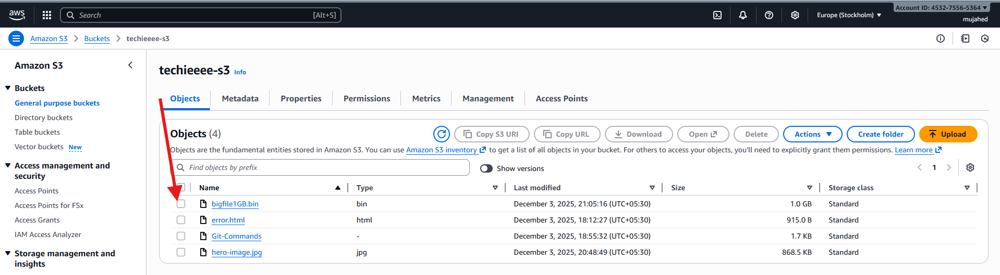 aws
Search [Alt+S]
Europe (Stockholm)
Account ID: 4532-7556-5364
mujahed
Amazon S3 Buckets techieeee-s3
Amazon S3
Buckets
General purpose buckets
Directory buckets
Table buckets
Vector buckets New
Access management and
security
Access Points
Access Points for FSx
Access Grants
IAM Access Analyzer
Storage management and
insights
techieeee-s3 Info
Objects Metadata Properties Permissions Metrics Management Access Points
Objects (4) Copy S3 URI Copy URL Download Open Delete Actions Create folder Upload
Objects are the fundamental entities stored in Amazon S3. You can use Amazon S3 inventory to get a list of all objects in your bucket. For others to access your objects, you'll need to explicitly grant them permissions. Learn more
Find objects by prefix Show versions 1
Name Type Last modified Size Storage class
bigfile1GB.bin bin December 3, 2025, 21:05:16 (UTC+05:30) 1.0 GB Standard
error.html html December 3, 2025, 18:12:27 (UTC+05:30) 915.0 B Standard
Git-Commands - December 3, 2025, 18:55:32 (UTC+05:30) 1.7 KB Standard
hero-image.jpg jpg December 3, 2025, 20:48:49 (UTC+05:30) 868.5 KB Standard